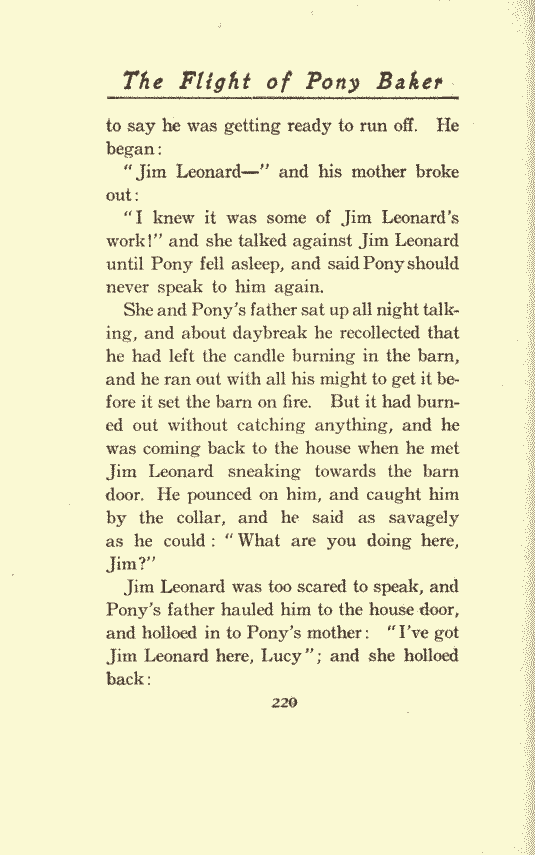 The Flight of Pony Baker
to say he was getting ready to run off. He
began:
"Jim Leonard—" and his mother broke
out:
"I knew it was some of Jim Leonard's
work!" and she talked against Jim Leonard
until Pony fell asleep, and said Pony should
never speak to him again.
She and Pony's father sat up all night talk-
ing, and about daybreak he recollected that
he had left the candle burning in the barn,
and he ran out with all his might to get it be-
fore it set the barn on fire. But it had burn-
ed out without catching anything, and he
was coming back to the house when he met
Jim Leonard sneaking towards the barn
door. He pounced on him, and caught him
by the collar, and he said as savagely
as he could: "What are you doing here,
Jim?"
Jim Leonard was too scared to speak, and
Pony's father hauled him to the house door,
and holloed in to Pony's mother: "I've got
Jim Leonard here, Lucy"; and she holloed
back:
220